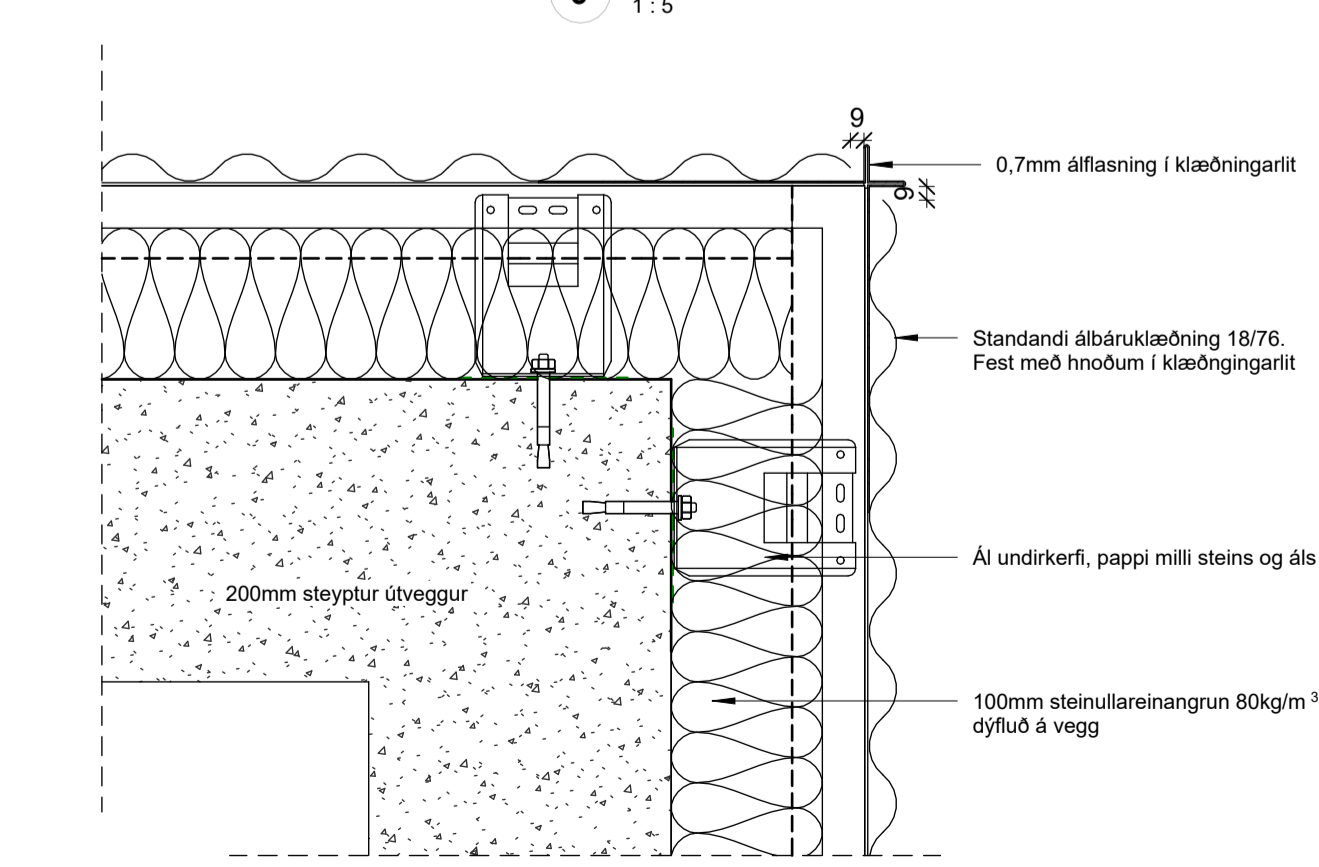 1 : 5
9
0,7mm álflasning í klæðningarlit
9
Standandi álbáruklæðning 18/76.
Fest með hnoðum í klæðngingarlit
Ál undirkerfi, pappi milli steins og áls
200mm steyptur útveggur
100mm steinullareinangrun 80kg/m³
dýfluð á vegg